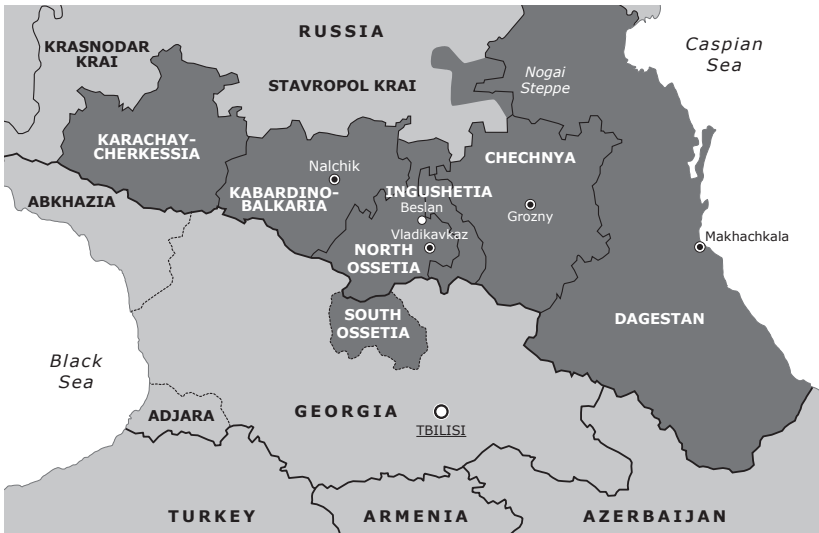 RUSSIA
KRASNODAR
KRAI
Caspian
Sea
STAVROPOL KRAI
Nogai
Steppe
KARACHAY-
CHERKESSIA
CHECHNYA
Nalchik
KABARDINO-
BALKARIA
INGUSHETIA
ABKHAZIA
Beslan
Grozny
Vladikavkaz
Makhachkala
NORTH
OSSETIA
SOUTH
OSSETIA
DAGESTAN
Black
Sea
ADJARA
GEORGIA
TBILISI
TURKEY
ARMENIA
AZERBAIJAN